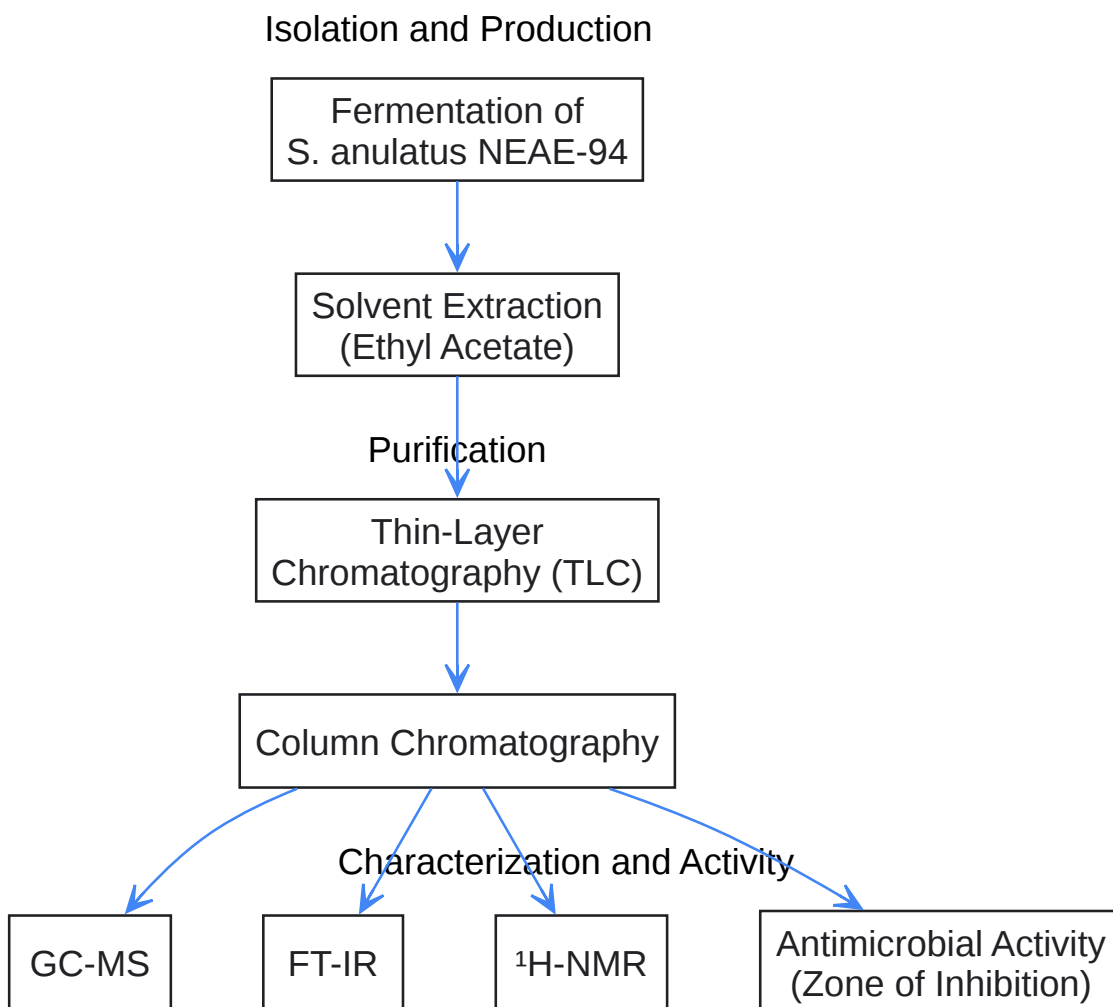 Isolation and Production
Fermentation of
S. anulatus NEAE-94
Solvent Extraction
(Ethyl Acetate)
Purification
Thin-Layer
Chromatography (TLC)
Column Chromatography
Characterization and Activity
GC-MS
FT-IR
¹H-NMR
Antimicrobial Activity
(Zone of Inhibition)